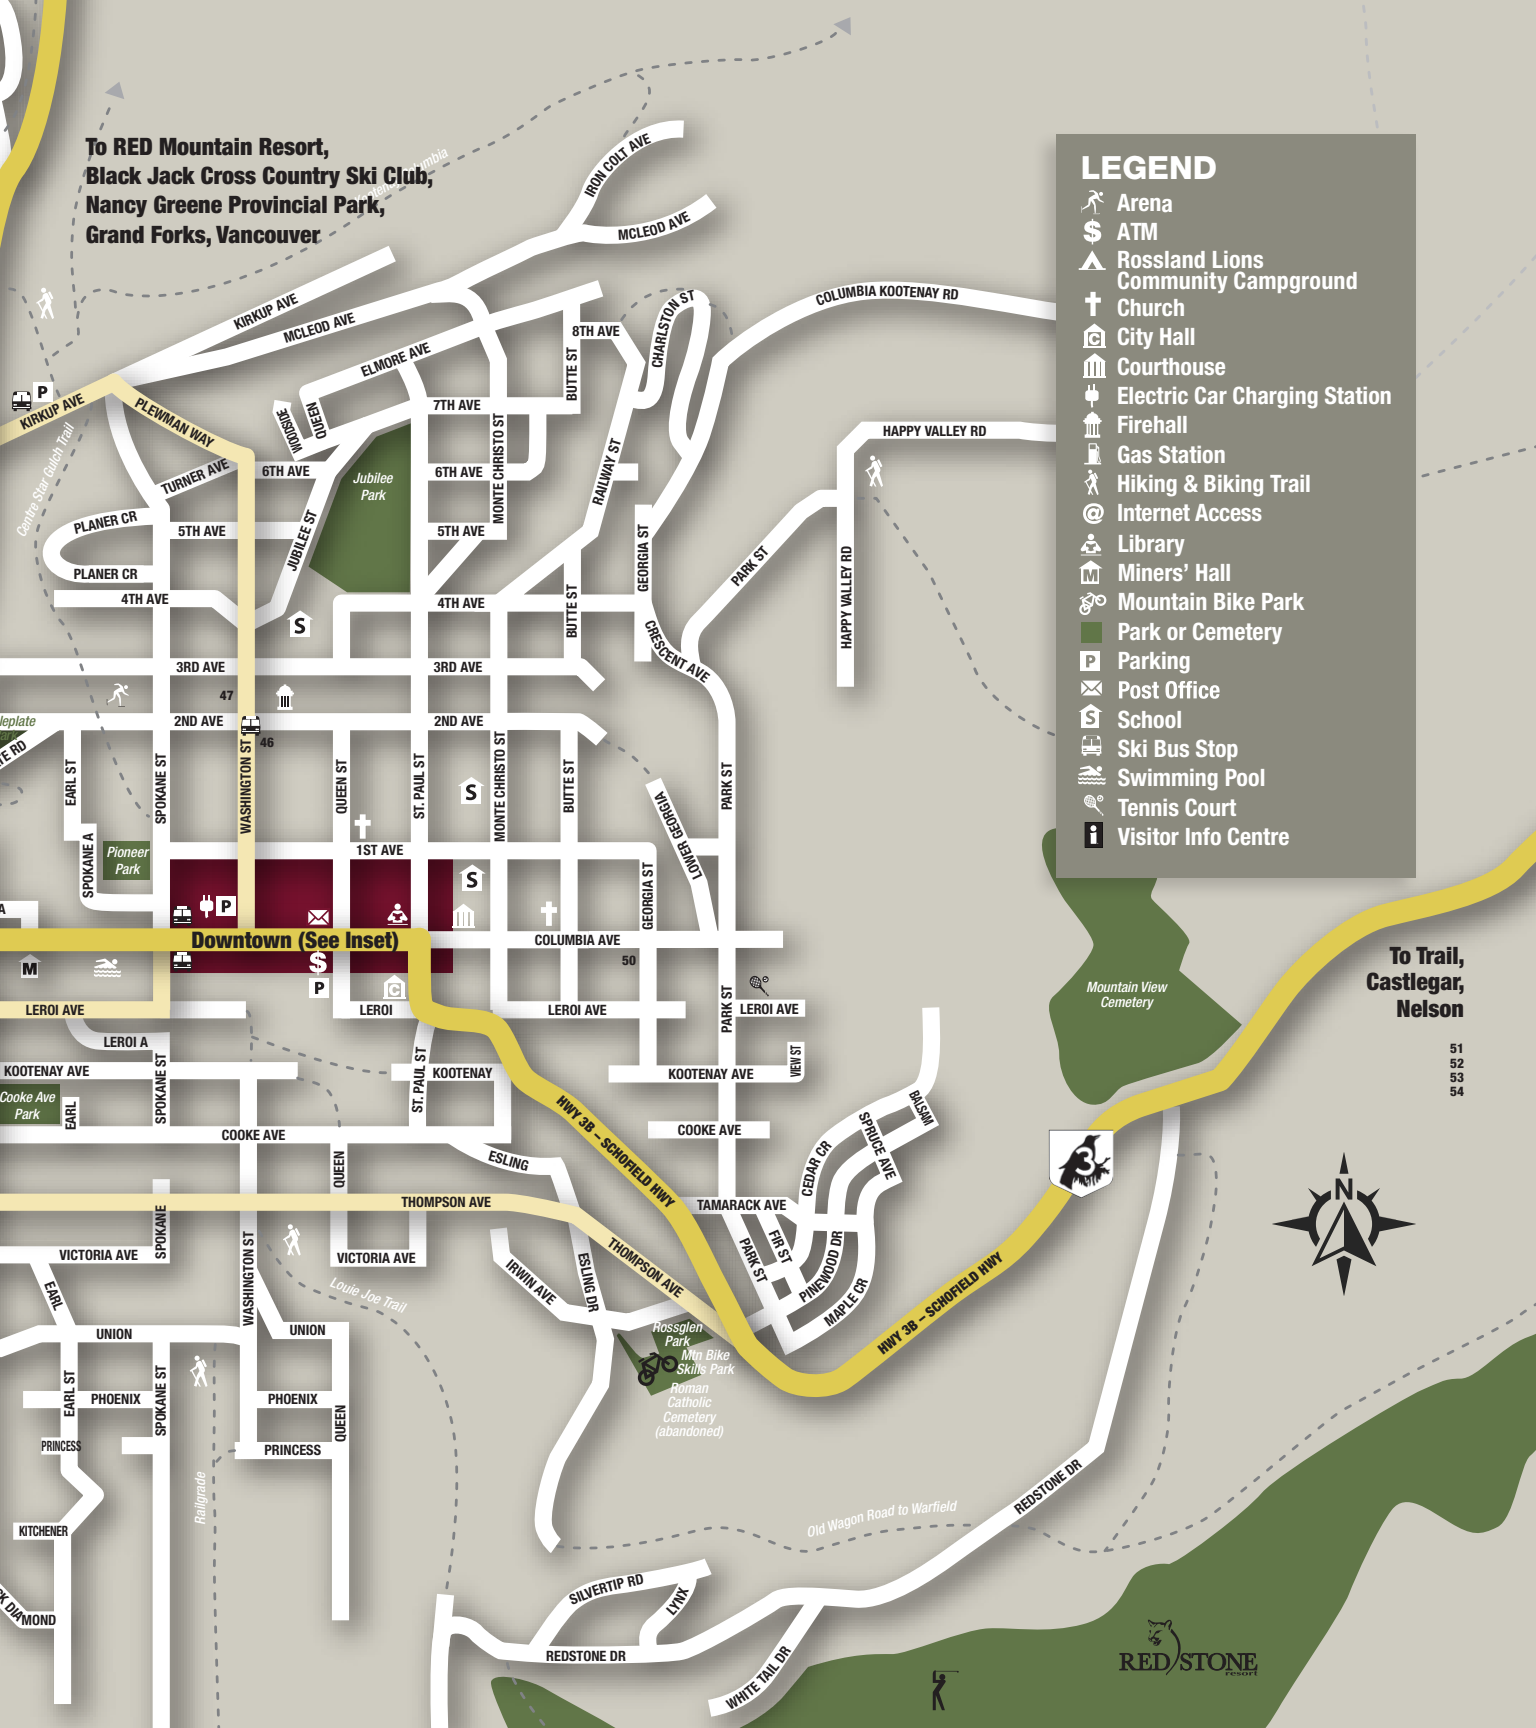 To RED Mountain Resort,
Black Jack Cross Country Ski Club,
Nancy Greene Provincial Park,
Grand Forks, Vancouver
IRON COLT AVE
MCLEOD AVE
KIRKUP AVE
MCLEOD AVE
ELMORE AVE
8TH AVE
CHARLSTON ST
COLUMBIA KOOTENAY RD
BUTTE ST
P
KIRKUP AVE
PLEWMAN WAY
WOODSIDE
QUEEN
7TH AVE
MONTE CHRISTO ST
HAPPY VALLEY RD
Centre Star Gulch Trail
TURNER AVE
6TH AVE
Jubilee
Park
6TH AVE
RAILWAY ST
PLANER CR
5TH AVE
JUBILEE ST
5TH AVE
GEORGIA ST
PARK ST
HAPPY VALLEY RD
PLANER CR
4TH AVE
4TH AVE
BUTTE ST
S
CRESCENT AVE
3RD AVE
3RD AVE
47
2ND AVE
2ND AVE
46
EARL ST
SPOKANE ST
WASHINGTON ST
QUEEN ST
ST. PAUL ST
S
MONTE CHRISTO ST
BUTTE ST
PARK ST
LOWER GEORGIA
SPOKANE A
Pioneer
Park
1ST AVE
S
GEORGIA ST
P
Downtown (See Inset)
COLUMBIA AVE
50
M
$
P
C
LEROI AVE
LEROI
LEROI AVE
LEROI AVE
PARK ST
LEROI A
KOOTENAY AVE
SPOKANE ST
ST. PAUL ST
KOOTENAY
KOOTENAY AVE
VIEW ST
Cooke Ave
Park
EARL
COOKE AVE
COOKE AVE
HWY 3B – SCHOFIELD HWY
ESLING
QUEEN
CEDAR CR
SPRUCE AVE
BALSAM
THOMPSON AVE
TAMARACK AVE
SPOKANE
VICTORIA AVE
WASHINGTON ST
VICTORIA AVE
IRWIN AVE
ESLING DR
THOMPSON AVE
PARK ST
FIR ST
PINEWOOD DR
MAPLE CR
HWY 3B – SCHOFIELD HWY
EARL
Louie Joe Trail
UNION
UNION
Rossglen
Park
Mtn Bike
Skills Park
Roman
Catholic
Cemetery
(abandoned)
EARL ST
PHOENIX
SPOKANE ST
PHOENIX
QUEEN
PRINCESS
PRINCESS
Railgrade
KITCHENER
MOND
Old Wagon Road to Warfield
REDSTONE DR
SILVERTIP RD
LYNX
REDSTONE DR
WHITE TAIL DR
LEGEND
Arena
$ ATM
Rossland Lions
Community Campground
Church
C City Hall
Courthouse
Electric Car Charging Station
Firehall
Gas Station
Hiking & Biking Trail
@ Internet Access
Library
M Miners' Hall
Mountain Bike Park
Park or Cemetery
P Parking
Post Office
S School
Ski Bus Stop
Swimming Pool
Tennis Court
i Visitor Info Centre
Mountain View
Cemetery
To Trail,
Castlegar,
Nelson
51
52
53
54
3
N
RED STONE
resort